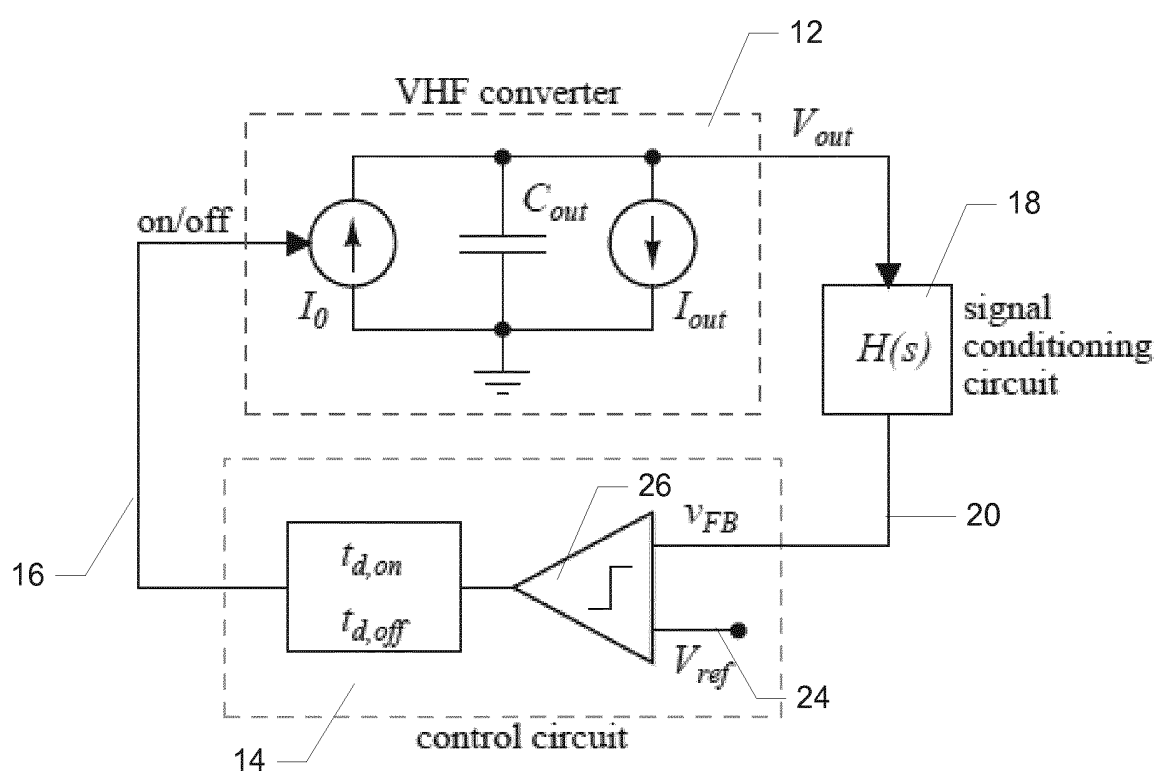 12
VHF converter
V_out
on/off
C_out
18
I_0
I_out
H(s)
signal
conditioning
circuit
26
v_FB
20
16
t_d,on
t_d,off
V_ref
24
control circuit
14